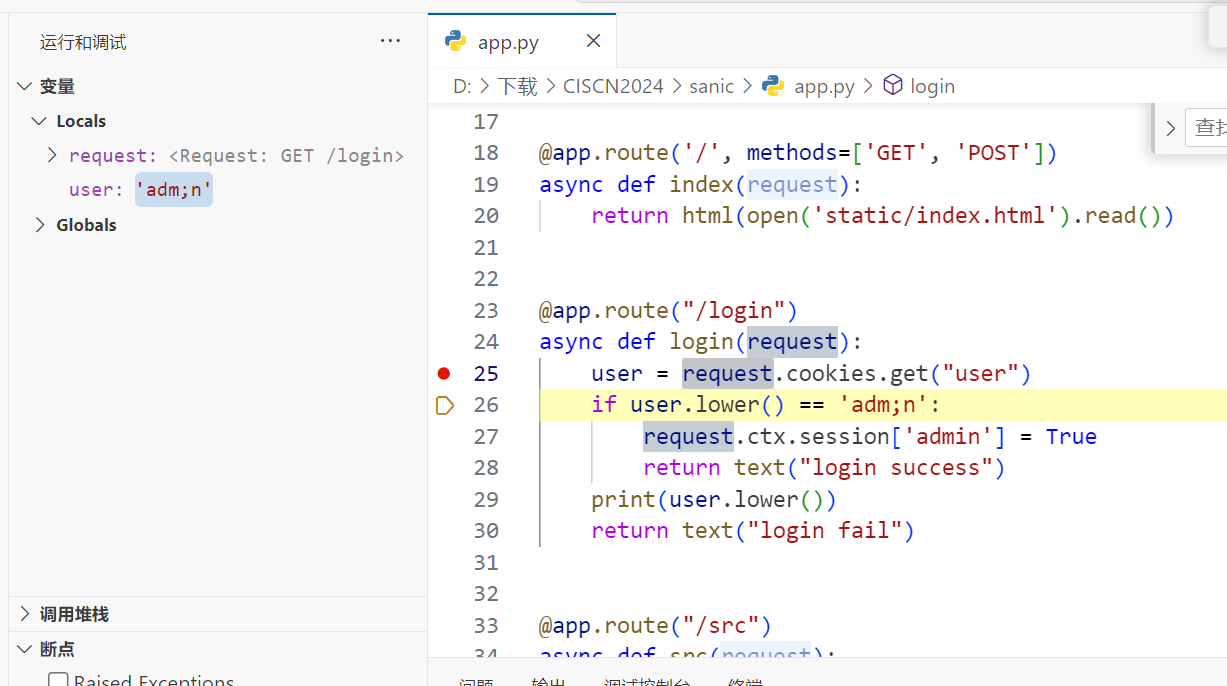 运行和调试
···
变量
Locals
request: <Request: GET /login>
user: 'adm;n'
Globals
调用堆栈
断点
Raised Exceptions
app.py
D: > 下载 > CISCN2024 > sanic > app.py > login
17
18 @app.route('/', methods=['GET', 'POST'])
19 async def index(request):
20 return html(open('static/index.html').read())
21
22
23 @app.route("/login")
24 async def login(request):
25 user = request.cookies.get("user")
26 if user.lower() == 'adm;n':
27 request.ctx.session['admin'] = True
28 return text("login success")
29 print(user.lower())
30 return text("login fail")
31
32
33 @app.route("/src")
34 async def src(request):
查找
问题 输出 调试控制台 终端